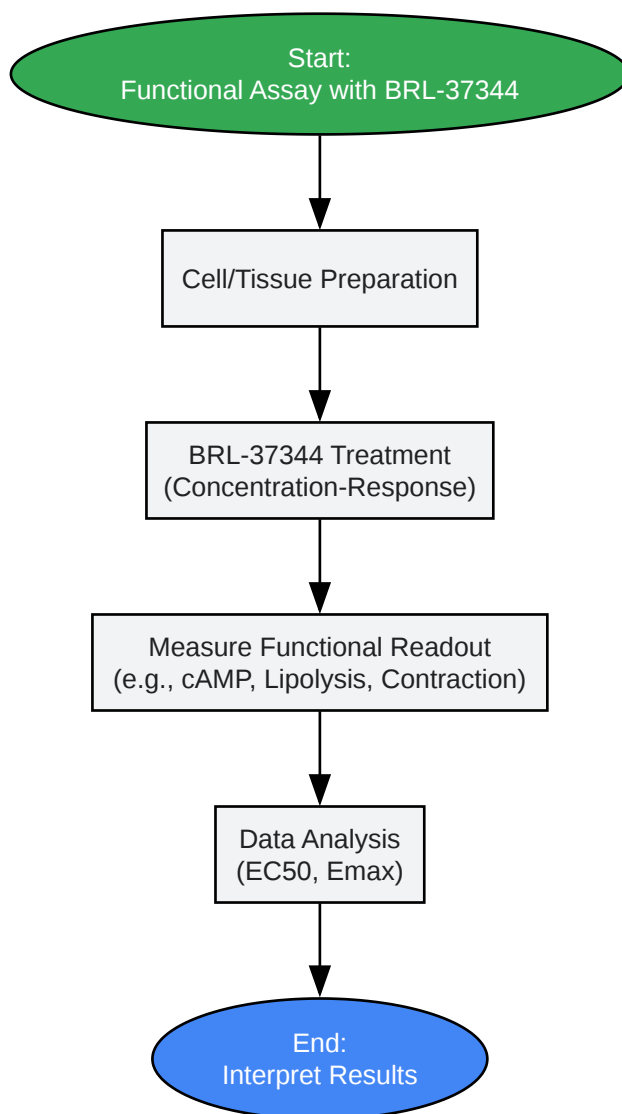 Start:
Functional Assay with BRL-37344
Cell/Tissue Preparation
BRL-37344 Treatment
(Concentration-Response)
Measure Functional Readout
(e.g., cAMP, Lipolysis, Contraction)
Data Analysis
(EC50, Emax)
End:
Interpret Results